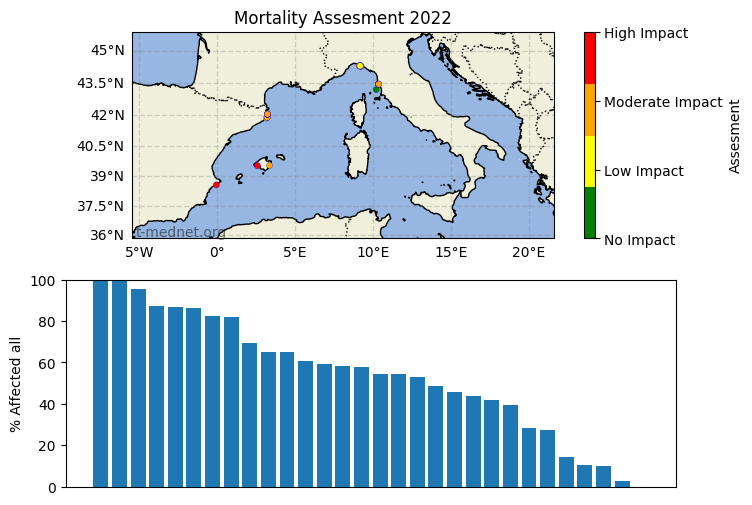 Mortality Assesment 2022
45°N
43.5°N
42°N
40.5°N
39°N
37.5°N
36°N
t-mednet.org
5°W
0°
5°E
10°E
15°E
20°E
High Impact
Moderate Impact
Low Impact
No Impact
Assesment
100
80
60
40
20
0
% Affected all